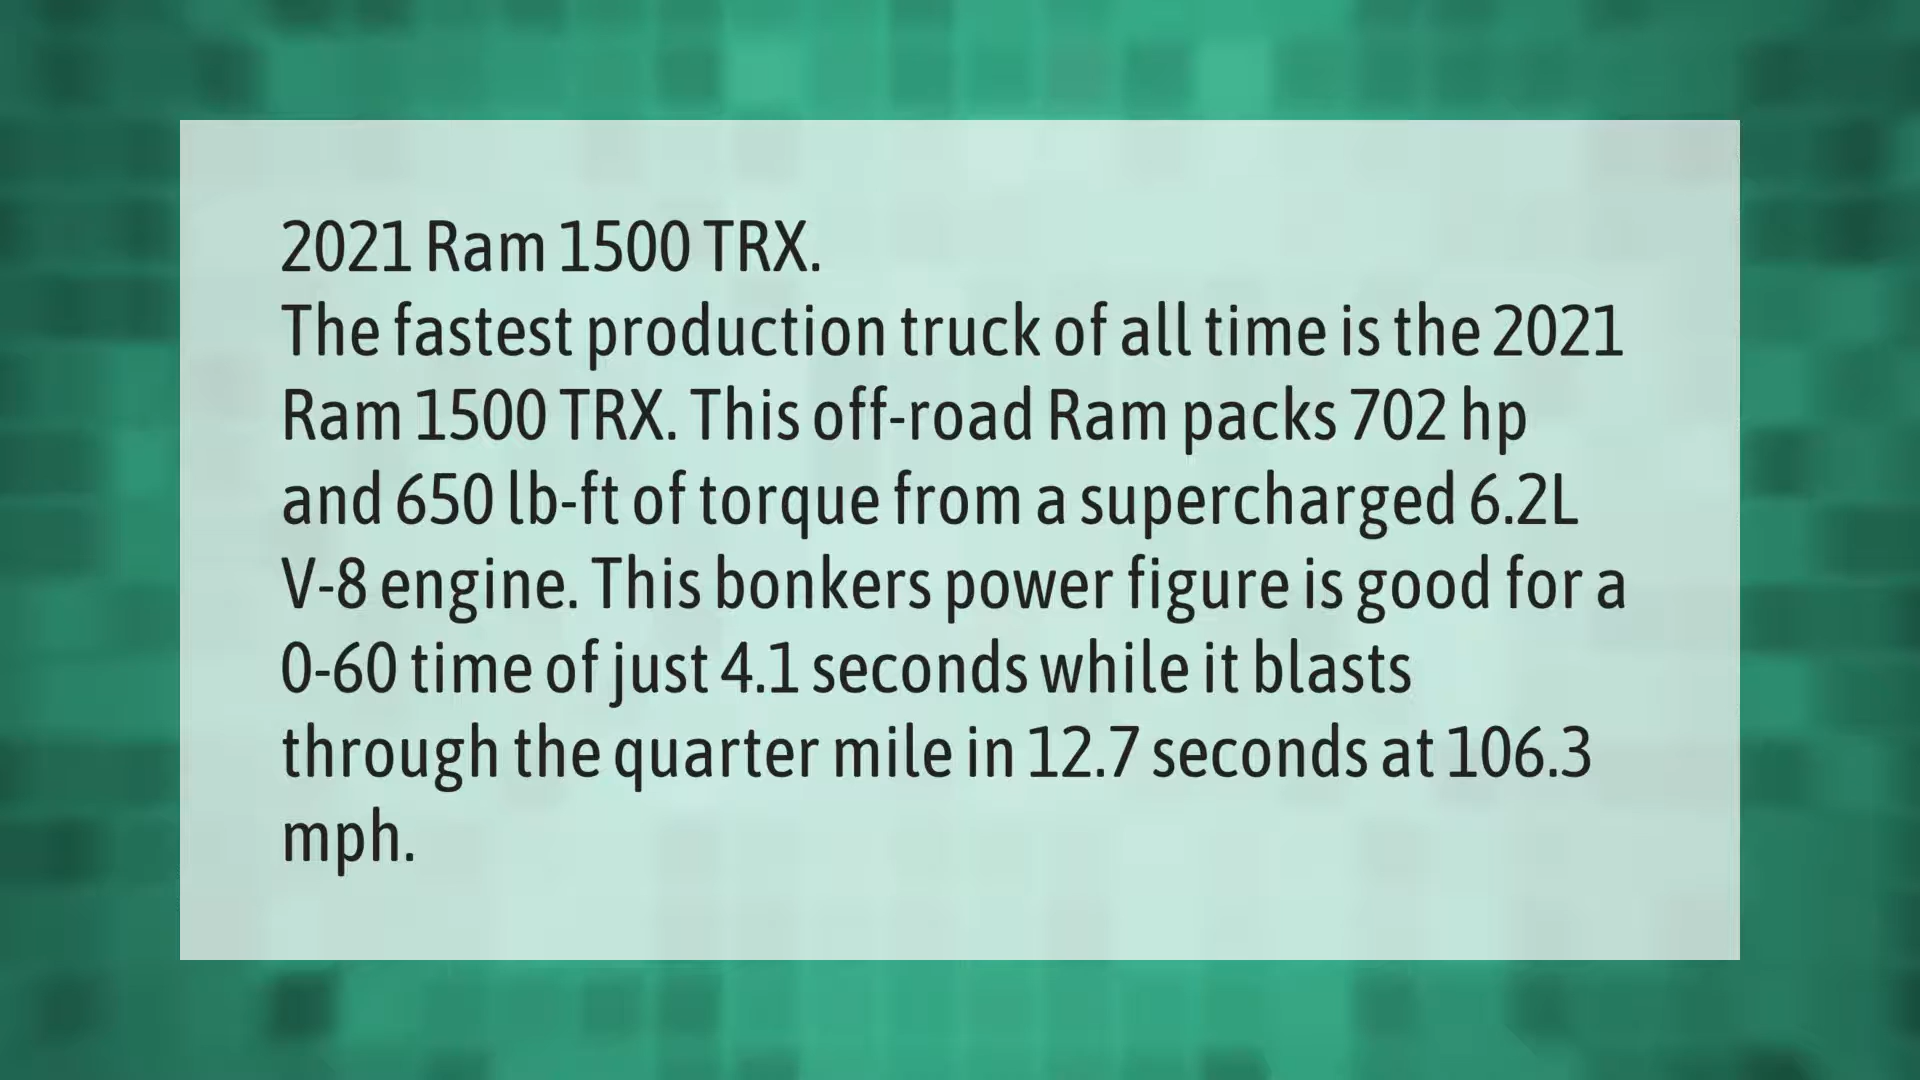 2021 Ram 1500 TRX.
The fastest production truck of all time is the 2021
Ram 1500 TRX. This off-road Ram packs 702 hp
and 650 lb-ft of torque from a supercharged 6.2L
V-8 engine. This bonkers power figure is good for a
0-60 time of just 4.1 seconds while it blasts
through the quarter mile in 12.7 seconds at 106.3
mph.